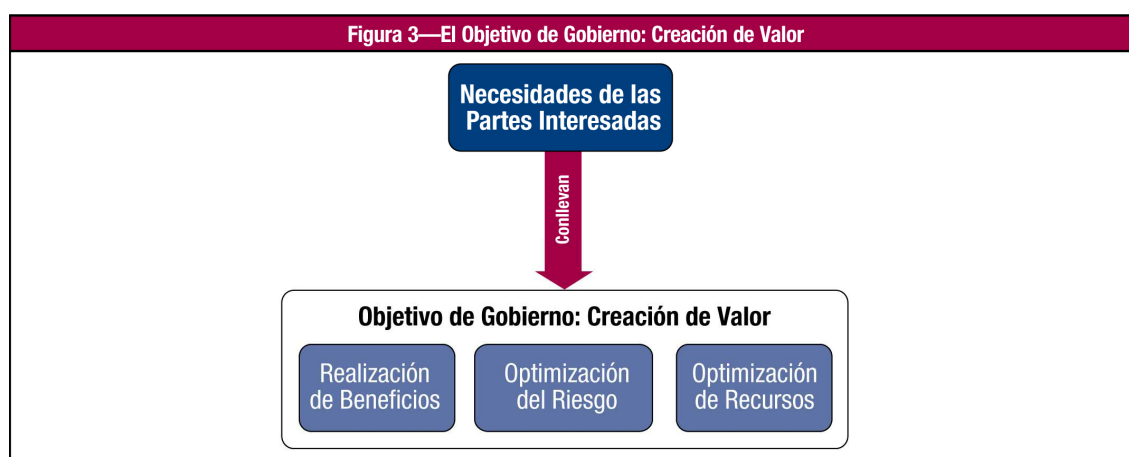 Figura 3—El Objetivo de Gobierno: Creación de Valor
Necesidades de las
Partes Interesadas
Conllevan
Objetivo de Gobierno: Creación de Valor
Realización
de Beneficios
Optimización
del Riesgo
Optimización
de Recursos